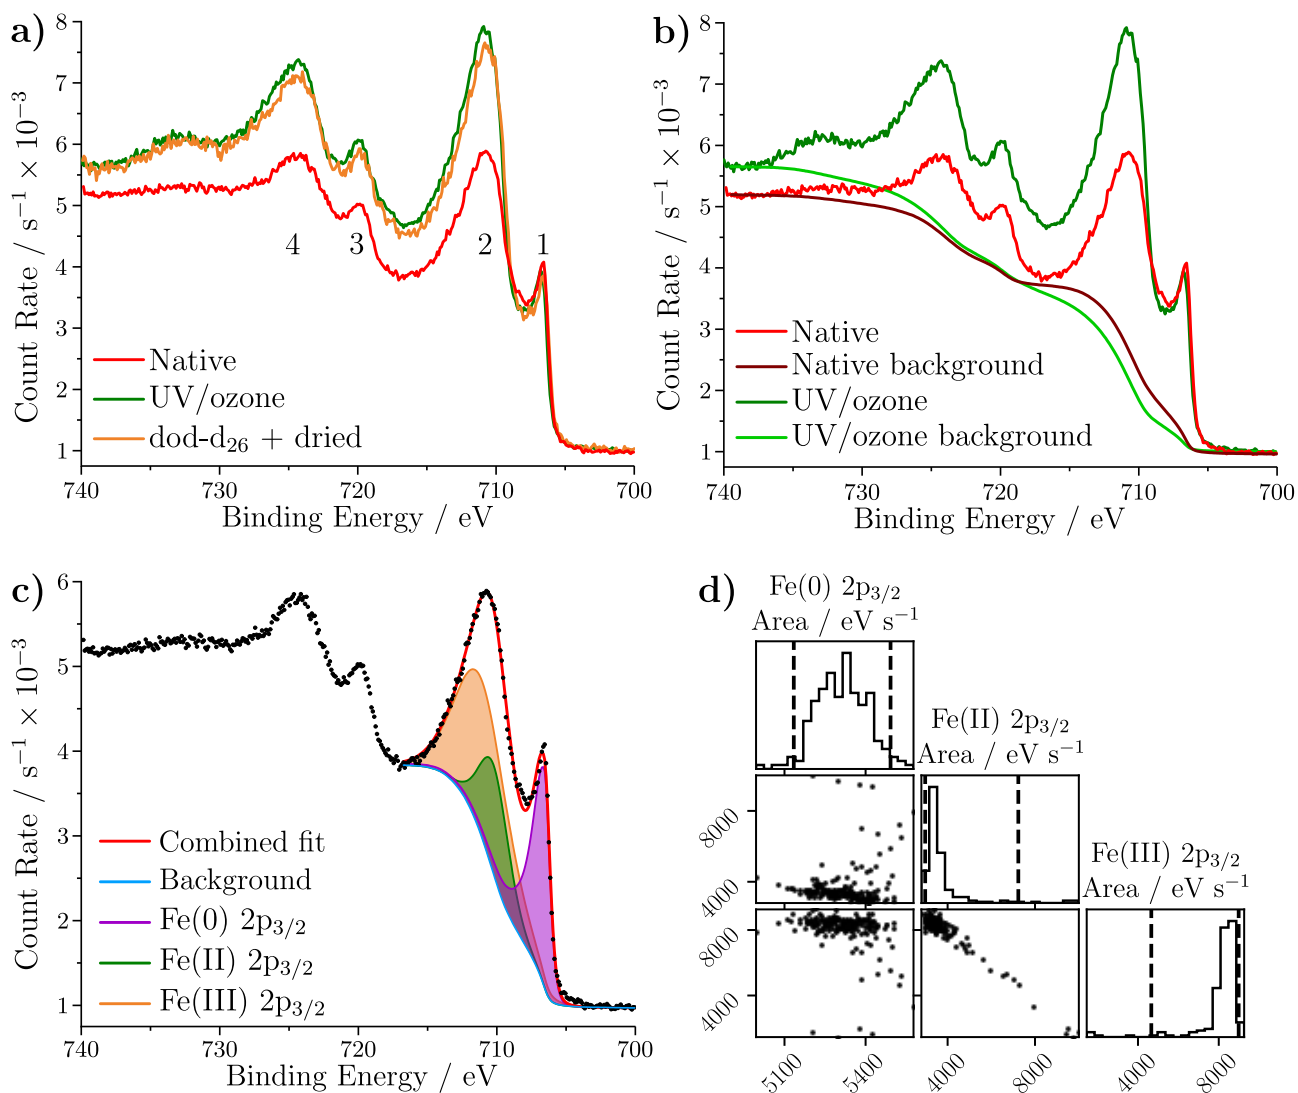 a)
8
7
6
5
4
3
2
1
Count Rate / s⁻¹ × 10⁻³
4 3 2 1
Native
UV/ozone
dod-d₂₆ + dried
740 730 720 710 700
Binding Energy / eV
b)
8
7
6
5
4
3
2
1
Count Rate / s⁻¹ × 10⁻³
Native
Native background
UV/ozone
UV/ozone background
740 730 720 710 700
Binding Energy / eV
c)
6
5
4
3
2
1
Count Rate / s⁻¹ × 10⁻³
Combined fit
Background
Fe(0) 2p₃/₂
Fe(II) 2p₃/₂
Fe(III) 2p₃/₂
740 730 720 710 700
Binding Energy / eV
d)
Fe(0) 2p₃/₂
Area / eV s⁻¹
Fe(II) 2p₃/₂
Area / eV s⁻¹
Fe(III) 2p₃/₂
Area / eV s⁻¹
8000
4000
8000
4000
5100 5400 4000 8000 4000 8000